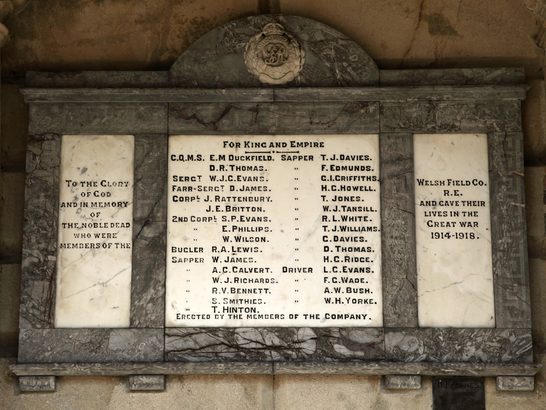 TO THE GLORY
OF GOD
AND IN MEMORY
OF
THE NOBLE DEAD
WHO WERE
MEMBERS OF THE
FOR KING AND EMPIRE
C.Q.M.S. E.M DUCKFIELD. SAPPER T.J. DAVIES.
D.R. THOMAS. " F. EDMUNDS.
SERGT W.J.G. EVANS. " C.I. GRIFFITHS.
FARR-SERGT D. JAMES. " H.G. HOWELL.
CORPL J. RATTENBURY. " T. JONES.
J.E. BRITTON. " W.J. TANSILL.
2ND CORPL S.P. EVANS. " R.L. WHITE.
" E. PHILLIPS. " T.J. WILLIAMS.
" W. WILSON. " G. DAVIES.
BUGLER R.A. LEWIS. " D. THOMAS.
SAPPER W. JAMES. " H.C. RIDGE.
" A.C. CALVERT. DRIVER L.C. EVANS.
" W.J. RICHARDS. " F.G. WADE.
" R.V. BENNETT. " A.W. BUSH.
" S. SMITHIES. " W.H. YORKE.
" T. HINTON.
ERECTED BY THE MEMBERS OF THE COMPANY.
WELSH FIELD CO.
R.E.
AND GAVE THEIR
LIVES IN THE
GREAT WAR
1914-1918.